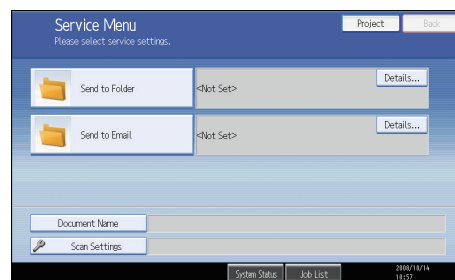 Service Menu
Please select service settings.
Project
Back
Send to Folder
<Not Set>
Details...
Send to Email
<Not Set>
Details...
Document Name
Scan Settings
System Status
Job List
2008/10/14
10:57